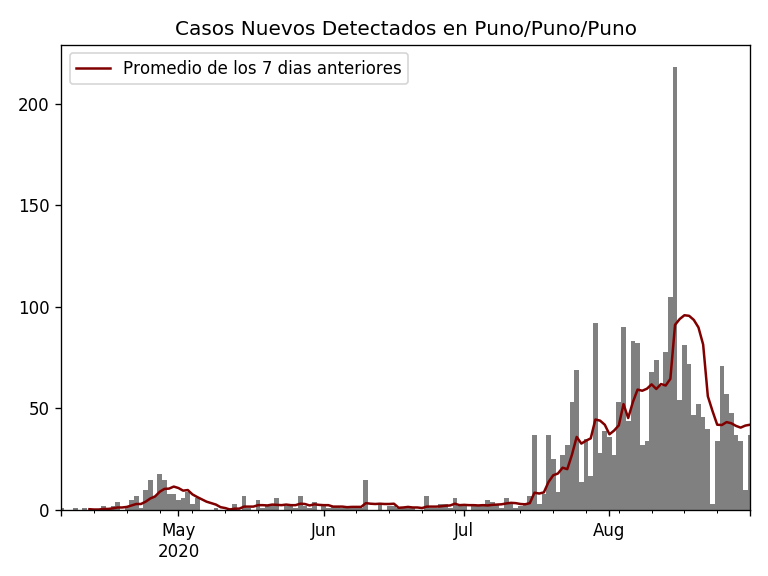 Casos Nuevos Detectados en Puno/Puno/Puno
Promedio de los 7 dias anteriores
200
150
100
50
0
May Jun Jul Aug
2020